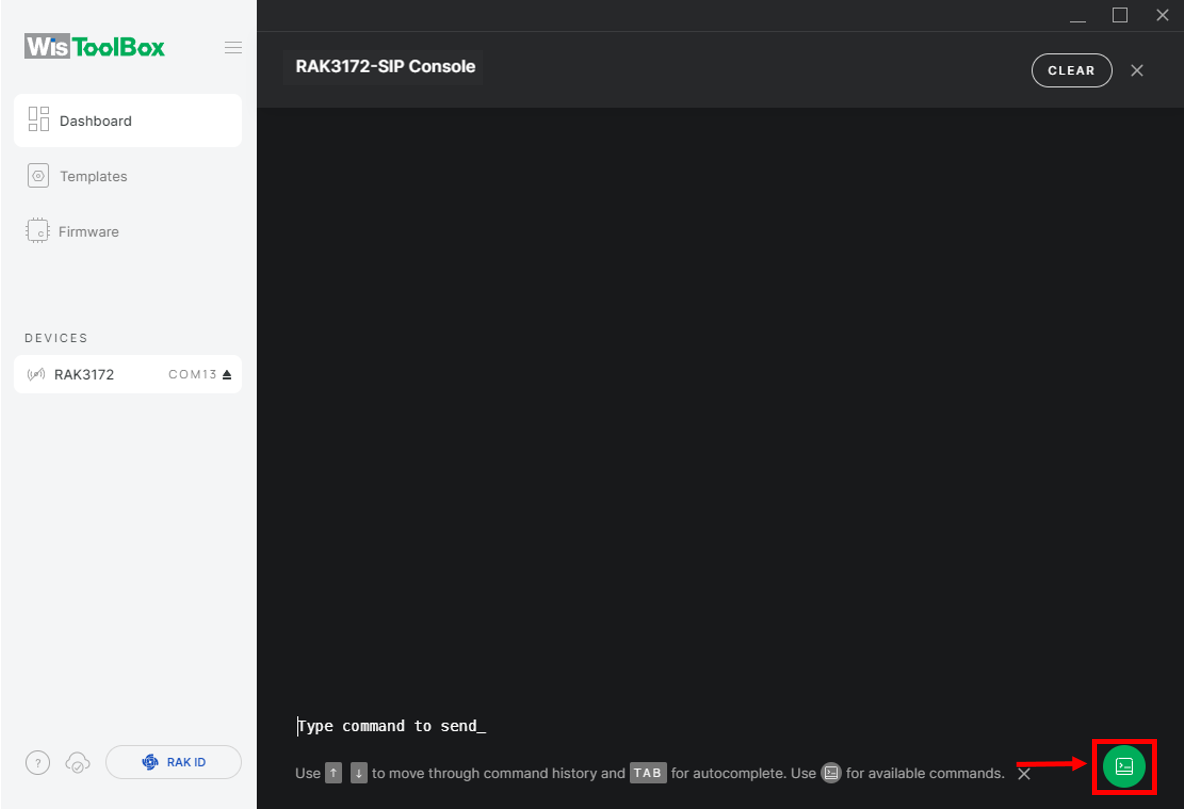 WisToolBox
Dashboard
Templates
Firmware
DEVICES
RAK3172 COM13
? RAK ID
RAK3172-SIP Console
CLEAR
Type command to send_
Use ↑ ↓ to move through command history and TAB for autocomplete. Use for available commands.